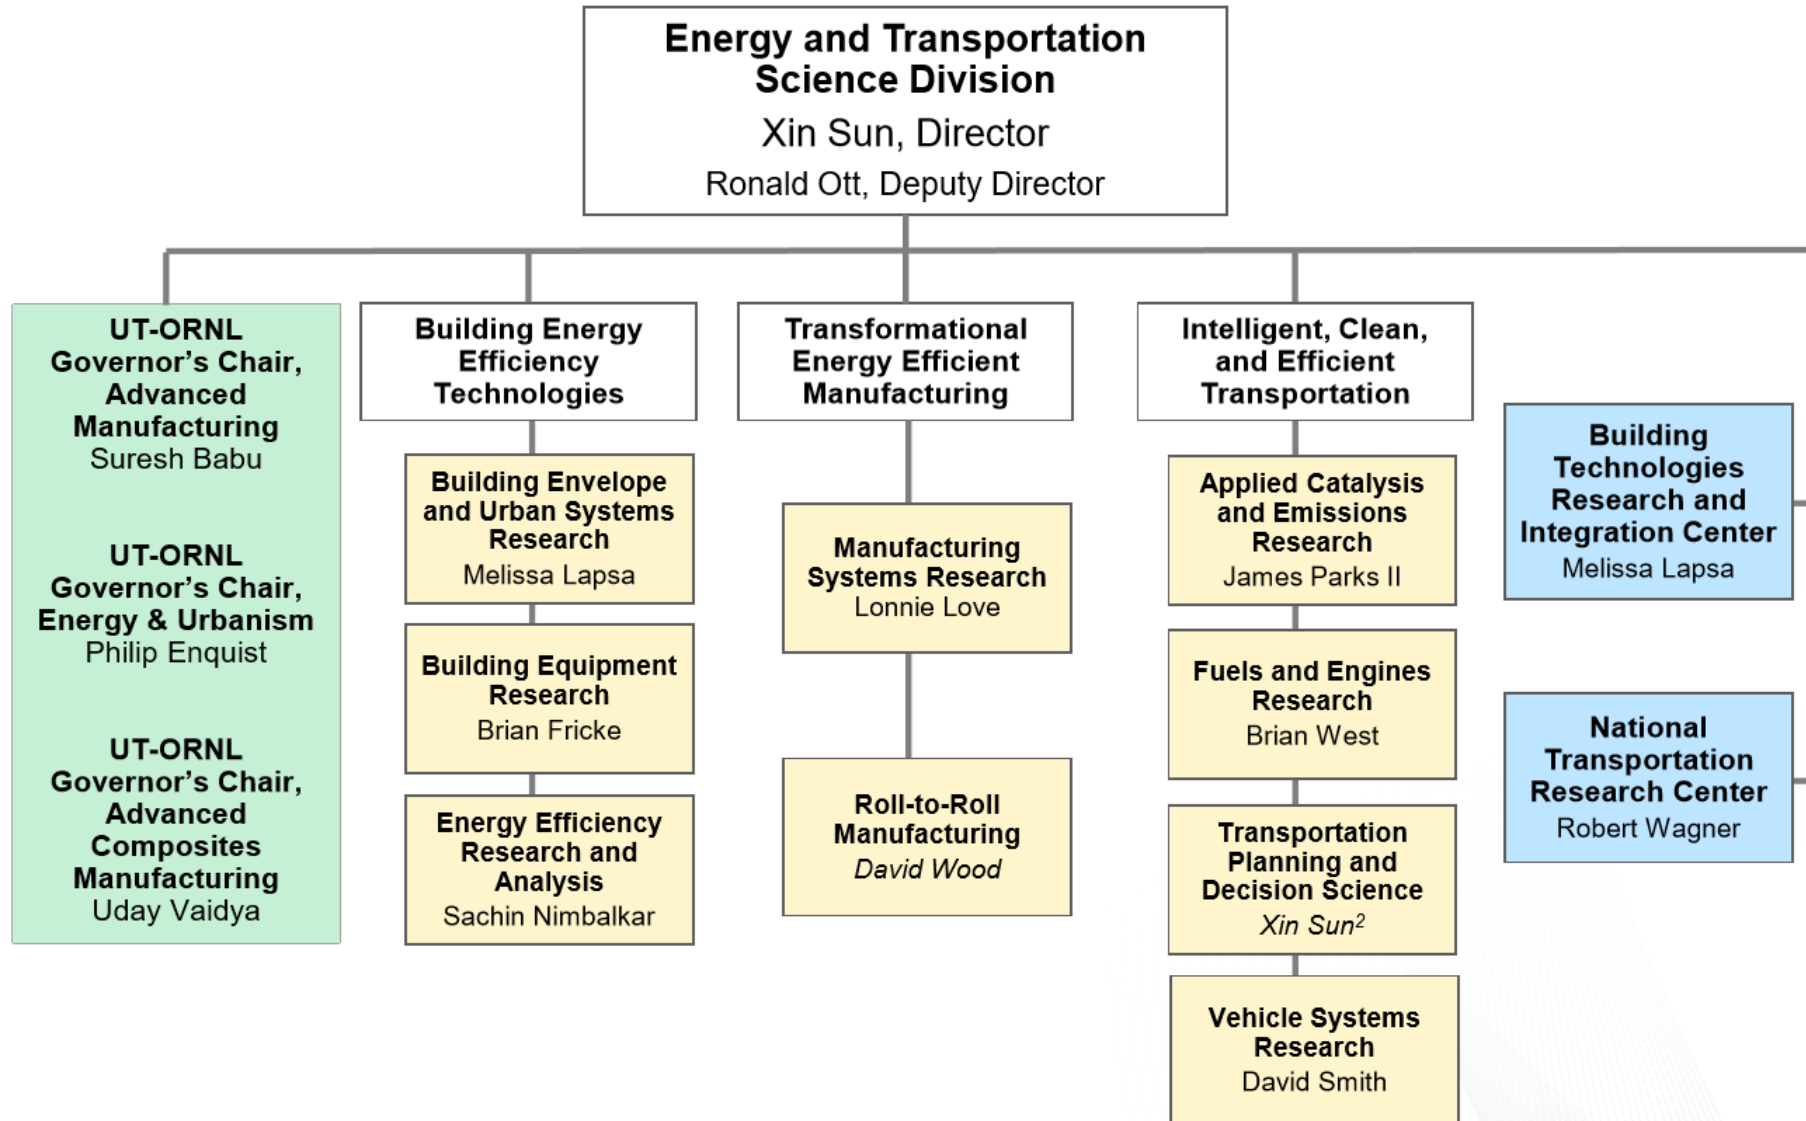 Energy and Transportation
Science Division
Xin Sun, Director
Ronald Ott, Deputy Director
UT-ORNL
Governor’s Chair,
Advanced
Manufacturing
Suresh Babu
UT-ORNL
Governor’s Chair,
Energy & Urbanism
Philip Enquist
UT-ORNL
Governor’s Chair,
Advanced
Composites
Manufacturing
Uday Vaidya
Building Energy
Efficiency
Technologies
Building Envelope
and Urban Systems
Research
Melissa Lapsa
Building Equipment
Research
Brian Fricke
Energy Efficiency
Research and
Analysis
Sachin Nimbalkar
Transformational
Energy Efficient
Manufacturing
Manufacturing
Systems Research
Lonnie Love
Roll-to-Roll
Manufacturing
David Wood
Intelligent, Clean,
and Efficient
Transportation
Applied Catalysis
and Emissions
Research
James Parks II
Fuels and Engines
Research
Brian West
Transportation
Planning and
Decision Science
Xin Sun²
Vehicle Systems
Research
David Smith
Building
Technologies
Research and
Integration Center
Melissa Lapsa
National
Transportation
Research Center
Robert Wagner